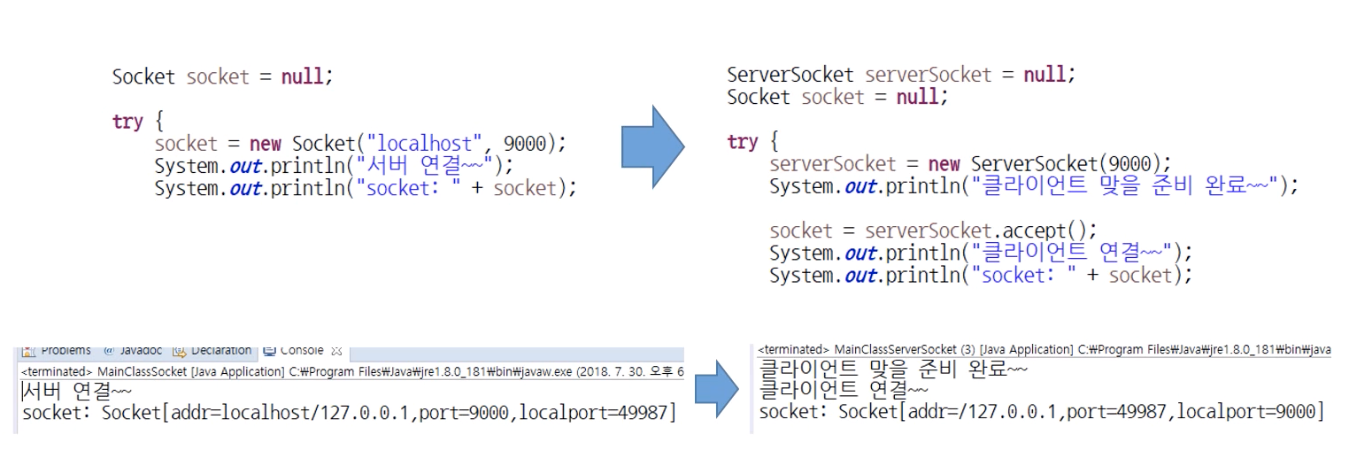 Socket socket = null;
try {
socket = new Socket("localhost", 9000);
System.out.println("서버 연결~~");
System.out.println("socket: " + socket);
ServerSocket serverSocket = null;
Socket socket = null;
try {
serverSocket = new ServerSocket(9000);
System.out.println("클라이언트 맞을 준비 완료~~");
socket = serverSocket.accept();
System.out.println("클라이언트 연결~~");
System.out.println("socket: " + socket);
Problems @ Javadoc Declaration Console
<terminated> MainClassSocket [Java Application] C:₩Program Files₩Java₩jre1.8.0_181₩bin₩javaw.exe (2018. 7. 30. 오후 6
서버 연결~~
socket: Socket[addr=localhost/127.0.0.1,port=9000,localport=49987]
<terminated> MainClassServerSocket (3) [Java Application] C:₩Program Files₩Java₩jre1.8.0_181₩bin₩java
클라이언트 맞을 준비 완료~~
클라이언트 연결~~
socket: Socket[addr=/127.0.0.1,port=49987,localport=9000]